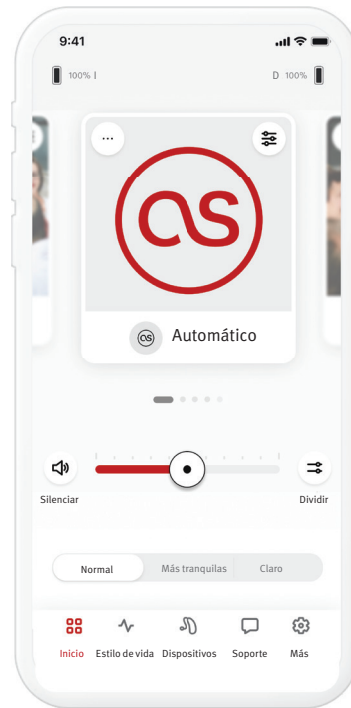 9:41
100% I
D 100%
Automático
Silenciar
Dividir
Normal Más tranquilas Claro
Inicio Estilo de vida Dispositivos Soporte Más